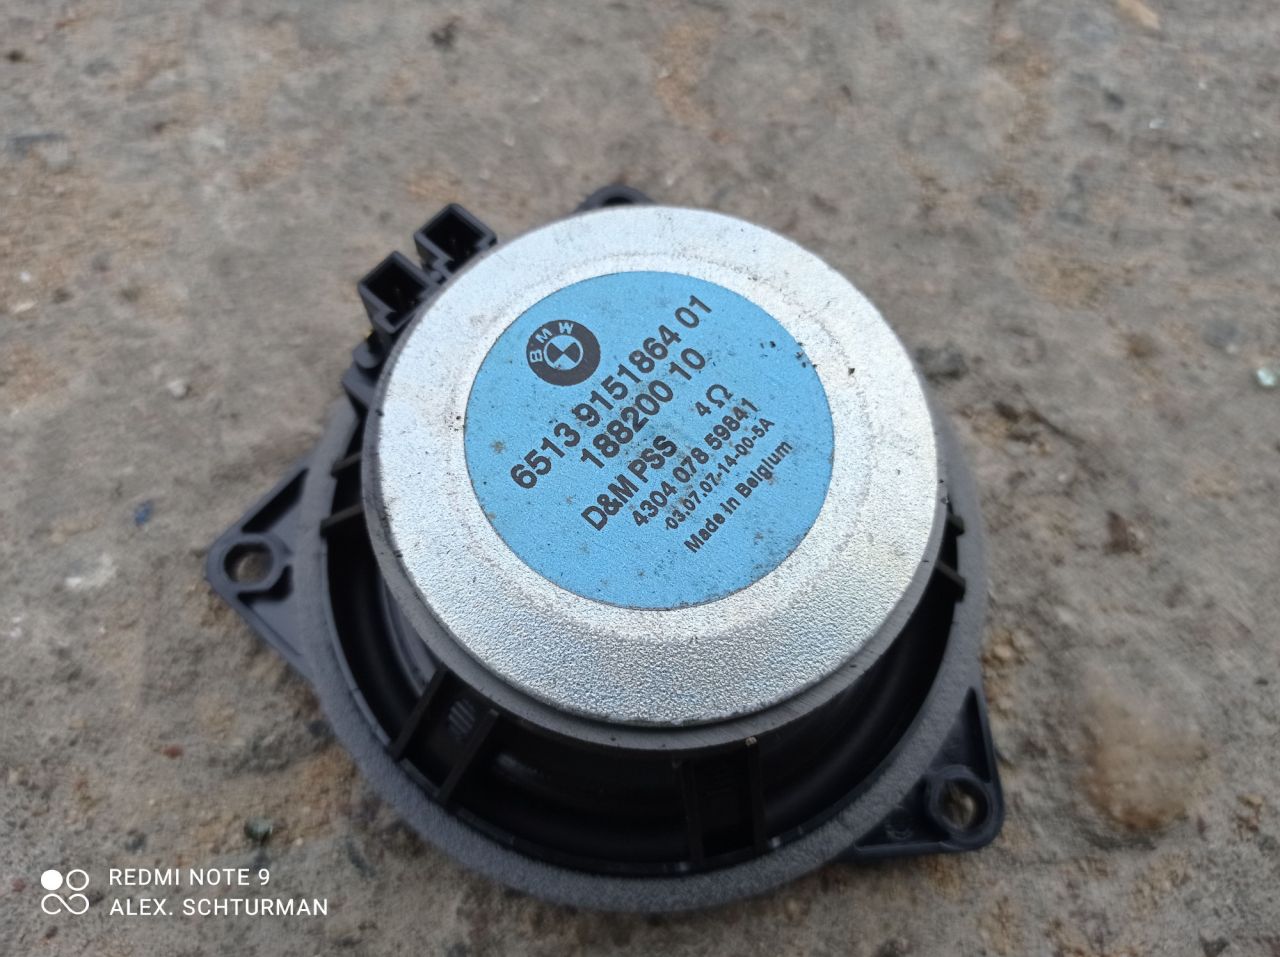 BMW
6513 9151864 01
188200 10
D&M PSS 4Ω
4304 078 59841
03.07.07-14-00-5A
Made In Belgium
REDMI NOTE 9
ALEX. SCHTURMAN